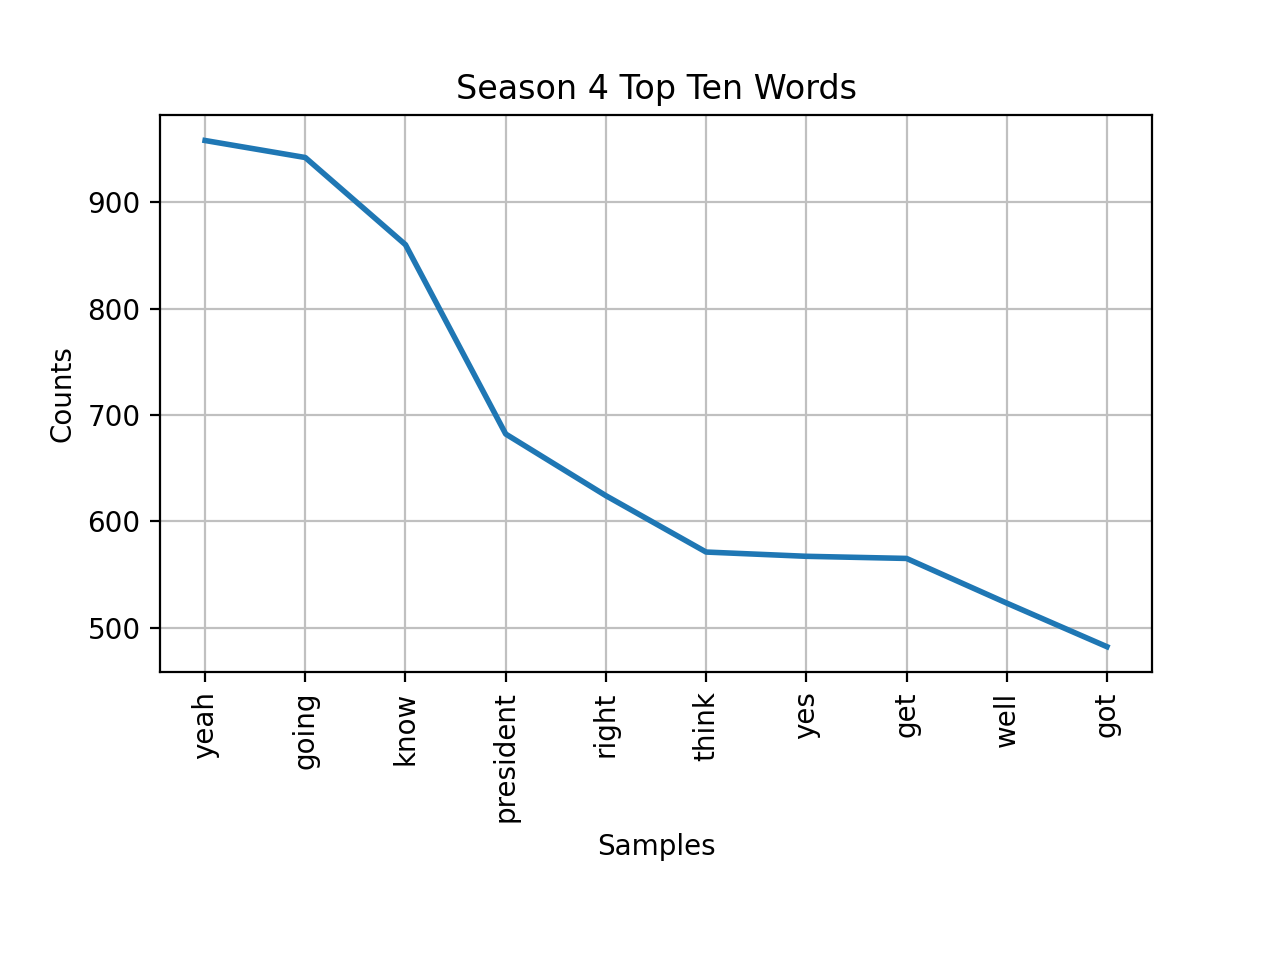 Season 4 Top Ten Words
Counts
900
800
700
600
500
yeah
going
know
president
right
think
yes
get
well
got
Samples